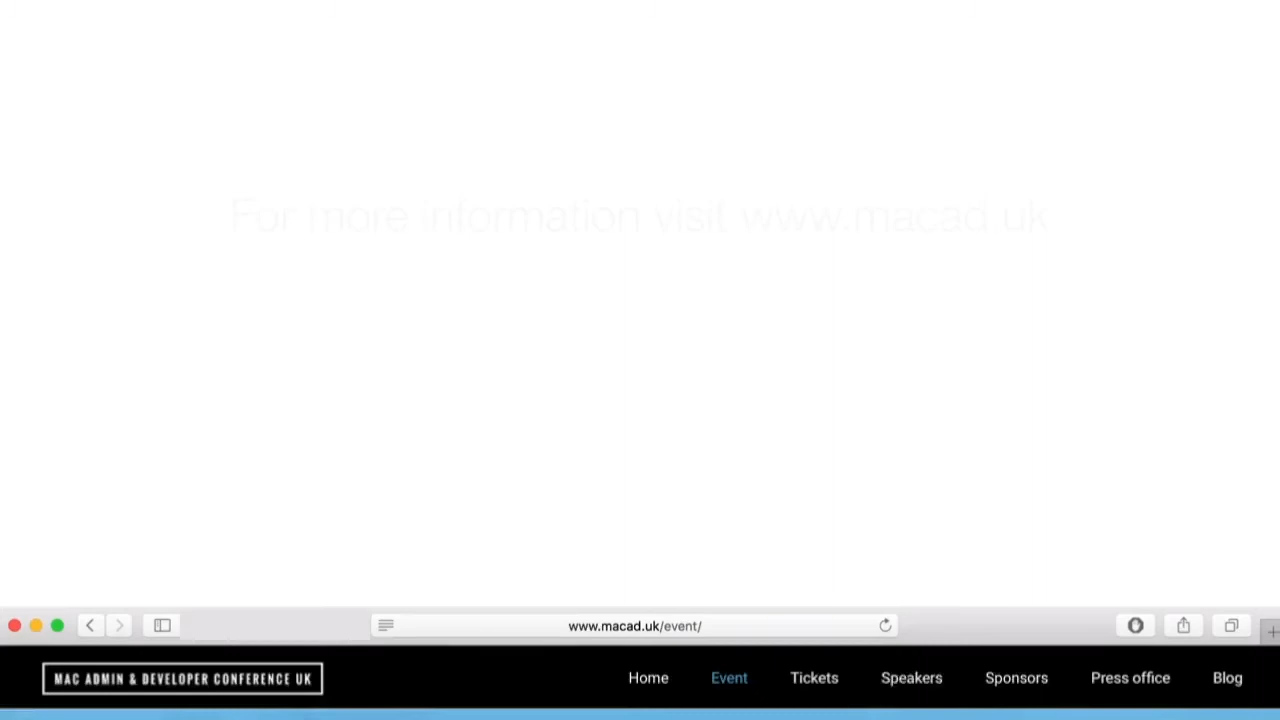 For more information visit www.macad.uk
www.macad.uk/event/
MAC ADMIN & DEVELOPER CONFERENCE UK
Home Event Tickets Speakers Sponsors Press office Blog